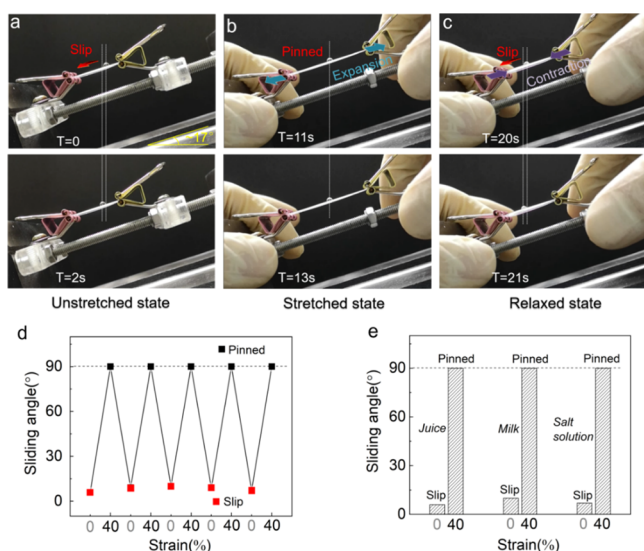 a
Slip
T=0
17
b
Pinned
T=11s
c
Slip
Contraction
T=20s
T=2s
T=13s
T=21s
Unstretched state
Stretched state
Relaxed state
d
Pinned
Slip
Sliding angle(°)
90
60
30
0
0 40 0 40 0 40 0 40 0 40
Strain(%)
e
Pinned Pinned Pinned
Juice Milk Salt
solution
Slip Slip Slip
Sliding angle(°)
90
60
30
0
0 40 0 40 0 40
Strain(%)